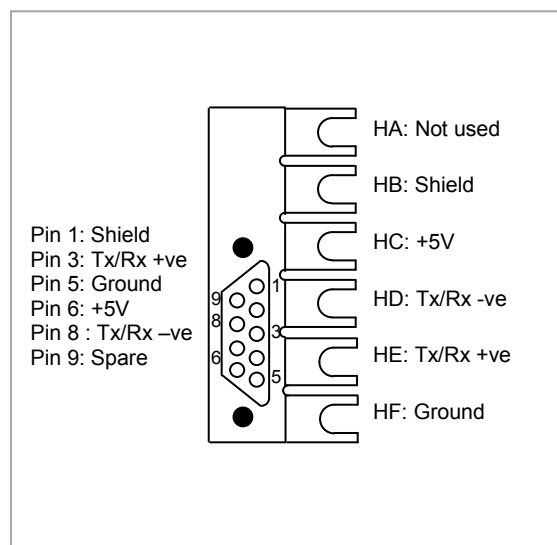 HA: Not used
HB: Shield
HC: +5V
HD: Tx/Rx -ve
HE: Tx/Rx +ve
HF: Ground
Pin 1: Shield
Pin 3: Tx/Rx +ve
Pin 5: Ground
Pin 6: +5V
Pin 8 : Tx/Rx –ve
Pin 9: Spare
1
9
8
3
6
5